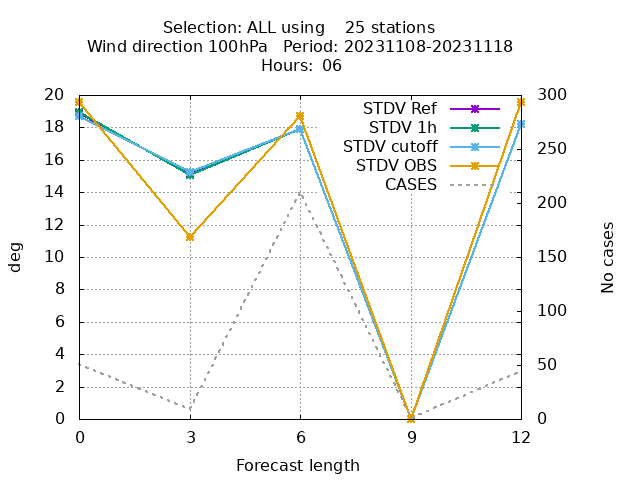 Selection: ALL using    25 stations
Wind direction 100hPa   Period: 20231108-20231118
Hours: 06
STDV Ref
STDV 1h
STDV cutoff
STDV OBS
CASES
20
18
16
14
12
10
8
6
4
2
0
deg
300
250
200
150
100
50
0
No cases
0 3 6 9 12
Forecast length